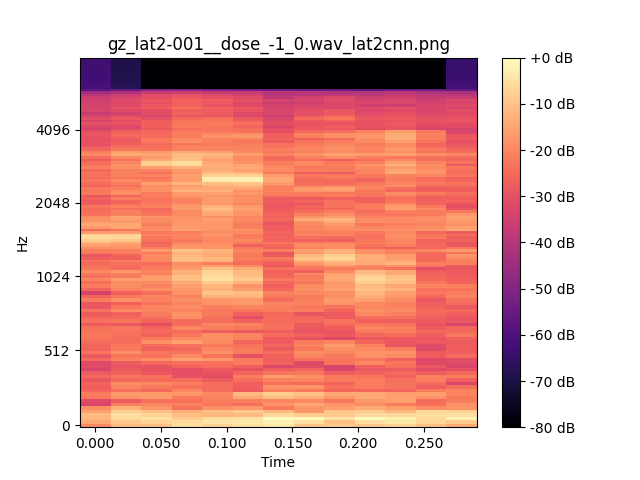 gz_lat2-001__dose_-1_0.wav_lat2cnn.png
Hz
4096
2048
1024
512
0
0.000 0.050 0.100 0.150 0.200 0.250
Time
+0 dB
-10 dB
-20 dB
-30 dB
-40 dB
-50 dB
-60 dB
-70 dB
-80 dB